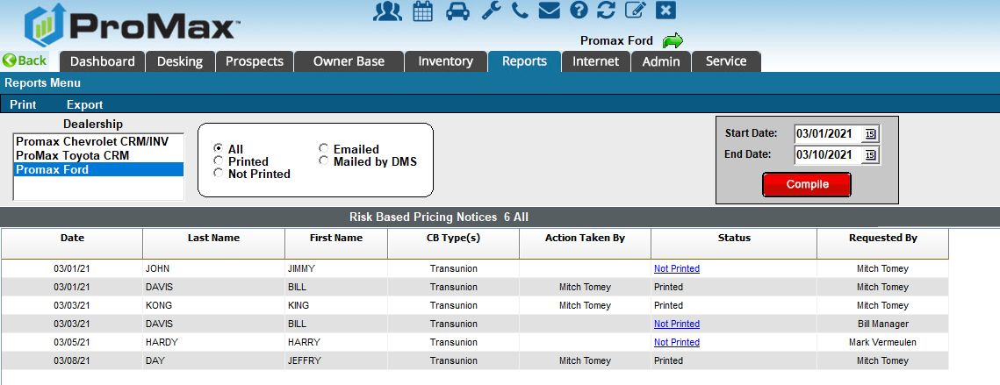 ProMax™
Promax Ford
Back Dashboard Desking Prospects Owner Base Inventory Reports Internet Admin Service
Reports Menu
Print Export
Dealership
Promax Chevrolet CRM/INV
ProMax Toyota CRM
Promax Ford
All Emailed
Printed Mailed by DMS
Not Printed
Start Date: 03/01/2021 15
End Date: 03/10/2021 15
Compile
Risk Based Pricing Notices 6 All
Date Last Name First Name CB Type(s) Action Taken By Status Requested By
03/01/21 JOHN JIMMY Transunion Not Printed Mitch Tomey
03/01/21 DAVIS BILL Transunion Mitch Tomey Printed Mitch Tomey
03/03/21 KONG KING Transunion Mitch Tomey Printed Mitch Tomey
03/03/21 DAVIS BILL Transunion Not Printed Bill Manager
03/05/21 HARDY HARRY Transunion Not Printed Mark Vermeulen
03/08/21 DAY JEFFRY Transunion Mitch Tomey Printed Mitch Tomey